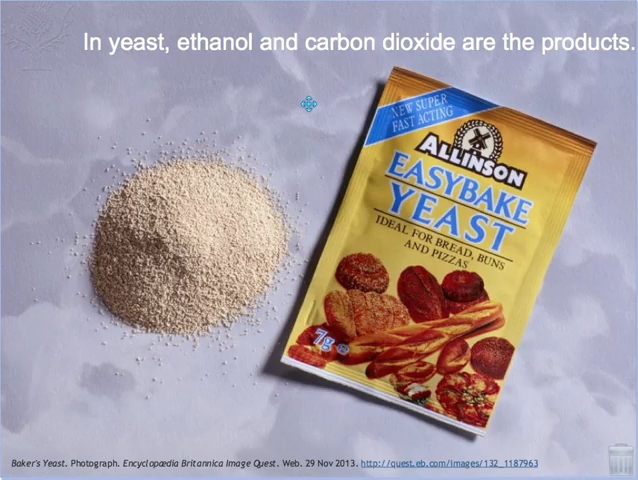 In yeast, ethanol and carbon dioxide are the products.
NEW SUPER
FAST ACTING
ALLINSON
EASYBAKE
YEAST
IDEAL FOR BREAD, BUNS
AND PIZZAS
7g e
Baker's Yeast. Photograph. Encyclopædia Britannica Image Quest. Web. 29 Nov 2013. http://quest.eb.com/images/132_1187963